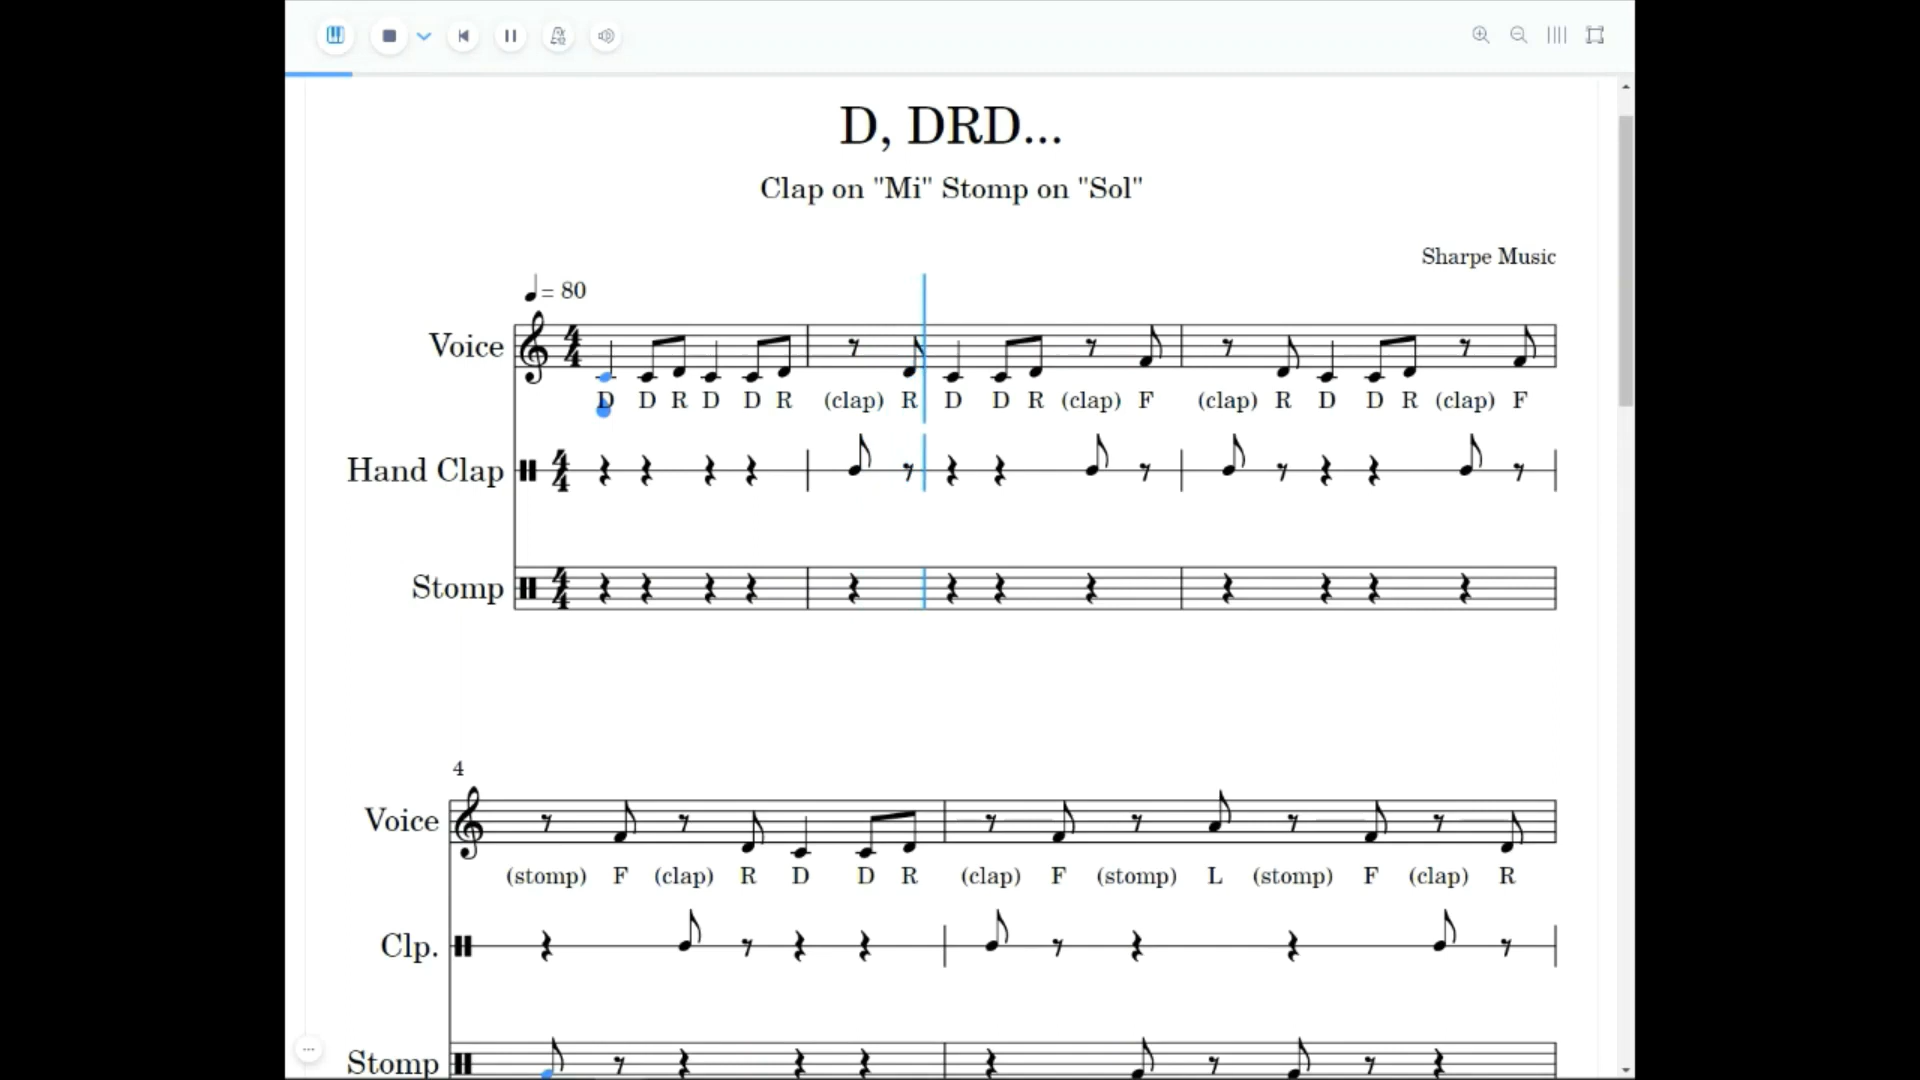 D, DRD...
Clap on "Mi" Stomp on "Sol"
Sharpe Music
= 80
Voice
D D R D D R (clap) R D D R (clap) F (clap) R D D R (clap) F
Hand Clap
Stomp
4
Voice
(stomp) F (clap) R D D R (clap) F (stomp) L (stomp) F (clap) R
Clp.
Stomp